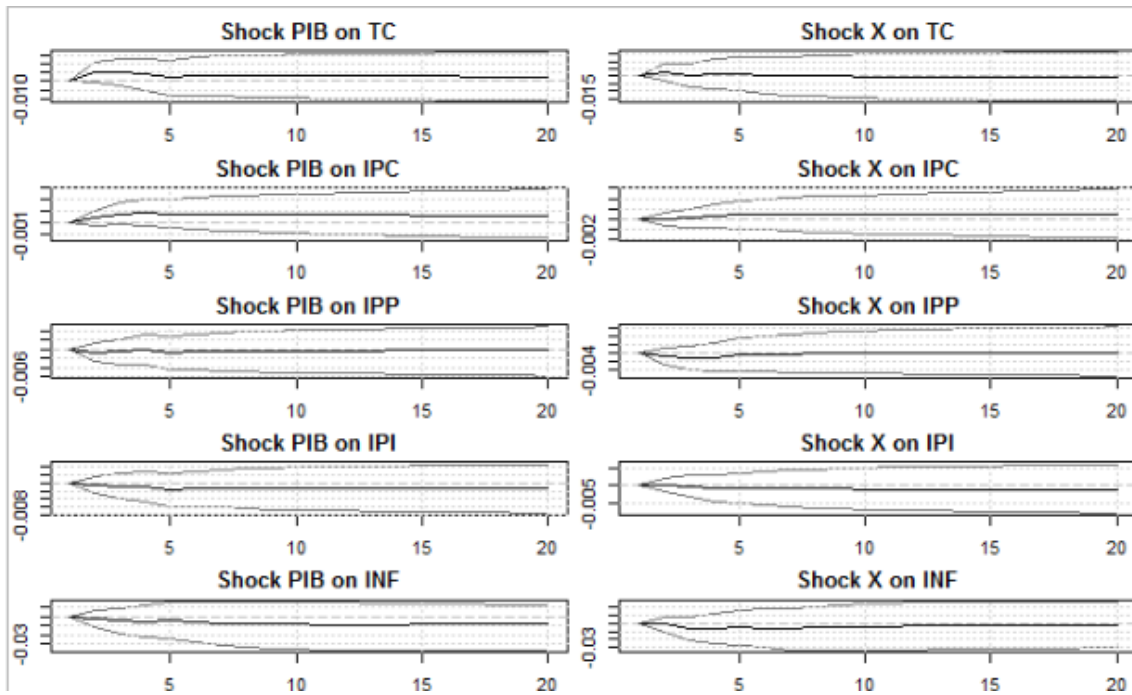 Shock PIB on TC
-0.010
5 10 15 20
Shock X on TC
-0.015
5 10 15 20
Shock PIB on IPC
-0.001
5 10 15 20
Shock X on IPC
-0.002
5 10 15 20
Shock PIB on IPP
-0.006
5 10 15 20
Shock X on IPP
-0.004
5 10 15 20
Shock PIB on IPI
-0.008
5 10 15 20
Shock X on IPI
-0.005
5 10 15 20
Shock PIB on INF
-0.03
5 10 15 20
Shock X on INF
-0.03
5 10 15 20